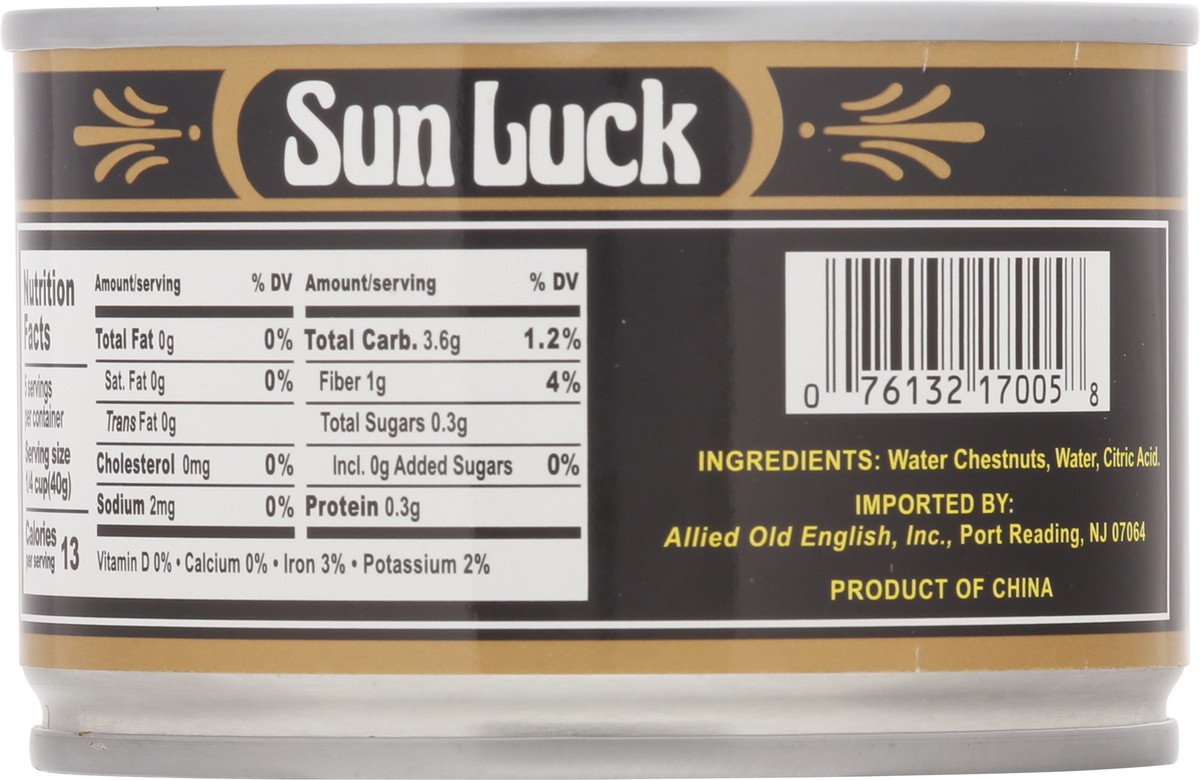 Sun Luck
Nutrition
Facts
5 servings
per container
Serving size
1/4 cup(40g)
Calories
per serving 13
Amount/serving % DV
Total Fat 0g 0%
Sat. Fat 0g 0%
Trans Fat 0g
Cholesterol 0mg 0%
Sodium 2mg 0%
Amount/serving % DV
Total Carb. 3.6g 1.2%
Fiber 1g 4%
Total Sugars 0.3g
Incl. 0g Added Sugars 0%
Protein 0.3g
Vitamin D 0% • Calcium 0% • Iron 3% • Potassium 2%
0 76132 17005 8
INGREDIENTS: Water Chestnuts, Water, Citric Acid.
IMPORTED BY:
Allied Old English, Inc., Port Reading, NJ 07064
PRODUCT OF CHINA